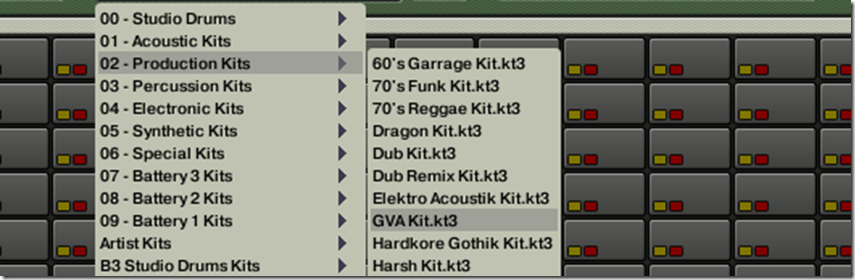 00 - Studio Drums
01 - Acoustic Kits
02 - Production Kits
03 - Percussion Kits
04 - Electronic Kits
05 - Synthetic Kits
06 - Special Kits
07 - Battery 3 Kits
08 - Battery 2 Kits
09 - Battery 1 Kits
Artist Kits
B3 Studio Drums Kits
60's Garrage Kit.kt3
70's Funk Kit.kt3
70's Reggae Kit.kt3
Dragon Kit.kt3
Dub Kit.kt3
Dub Remix Kit.kt3
Elektro Acoustik Kit.kt3
GVA Kit.kt3
Hardkore Gothik Kit.kt3
Harsh Kit.kt3